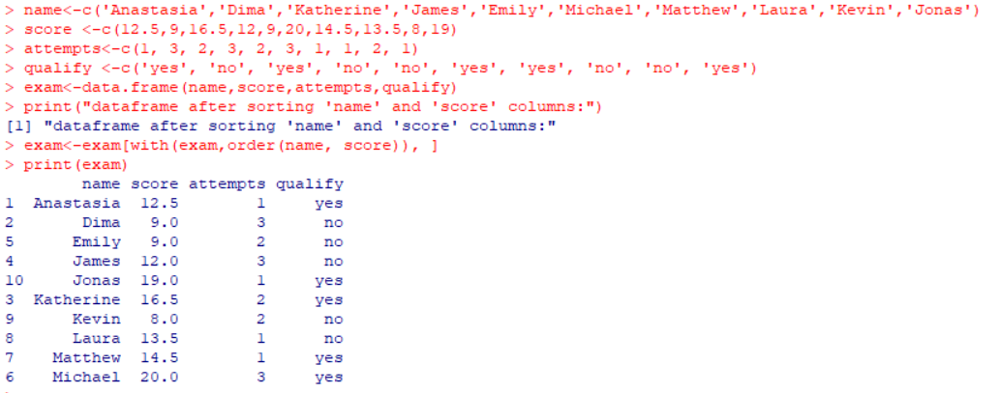 > name<-c('Anastasia','Dima','Katherine','James','Emily','Michael','Matthew','Laura','Kevin','Jonas')
> score <-c(12.5,9,16.5,12,9,20,14.5,13.5,8,19)
> attempts<-c(1, 3, 2, 3, 2, 3, 1, 1, 2, 1)
> qualify <-c('yes', 'no', 'yes', 'no', 'no', 'yes', 'yes', 'no', 'no', 'yes')
> exam<-data.frame(name,score,attempts,qualify)
> print("dataframe after sorting 'name' and 'score' columns:")
[1] "dataframe after sorting 'name' and 'score' columns:"
> exam<-exam[with(exam,order(name, score)), ]
> print(exam)
name score attempts qualify
1 Anastasia 12.5 1 yes
2 Dima 9.0 3 no
5 Emily 9.0 2 no
4 James 12.0 3 no
10 Jonas 19.0 1 yes
3 Katherine 16.5 2 yes
9 Kevin 8.0 2 no
8 Laura 13.5 1 no
7 Matthew 14.5 1 yes
6 Michael 20.0 3 yes